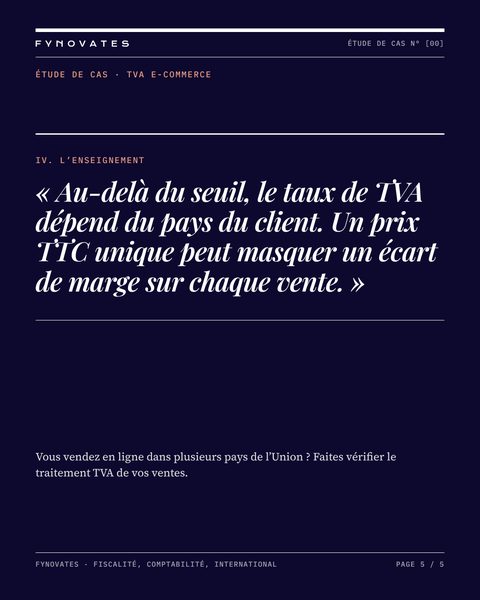 FYNOVATES
ÉTUDE DE CAS N° [00]
ÉTUDE DE CAS · TVA E-COMMERCE
IV. L’ENSEIGNEMENT
« Au-delà du seuil, le taux de TVA
dépend du pays du client. Un prix
TTC unique peut masquer un écart
de marge sur chaque vente. »
Vous vendez en ligne dans plusieurs pays de l’Union ? Faites vérifier le
traitement TVA de vos ventes.
FYNOVATES · FISCALITÉ, COMPTABILITÉ, INTERNATIONAL
PAGE 5 / 5